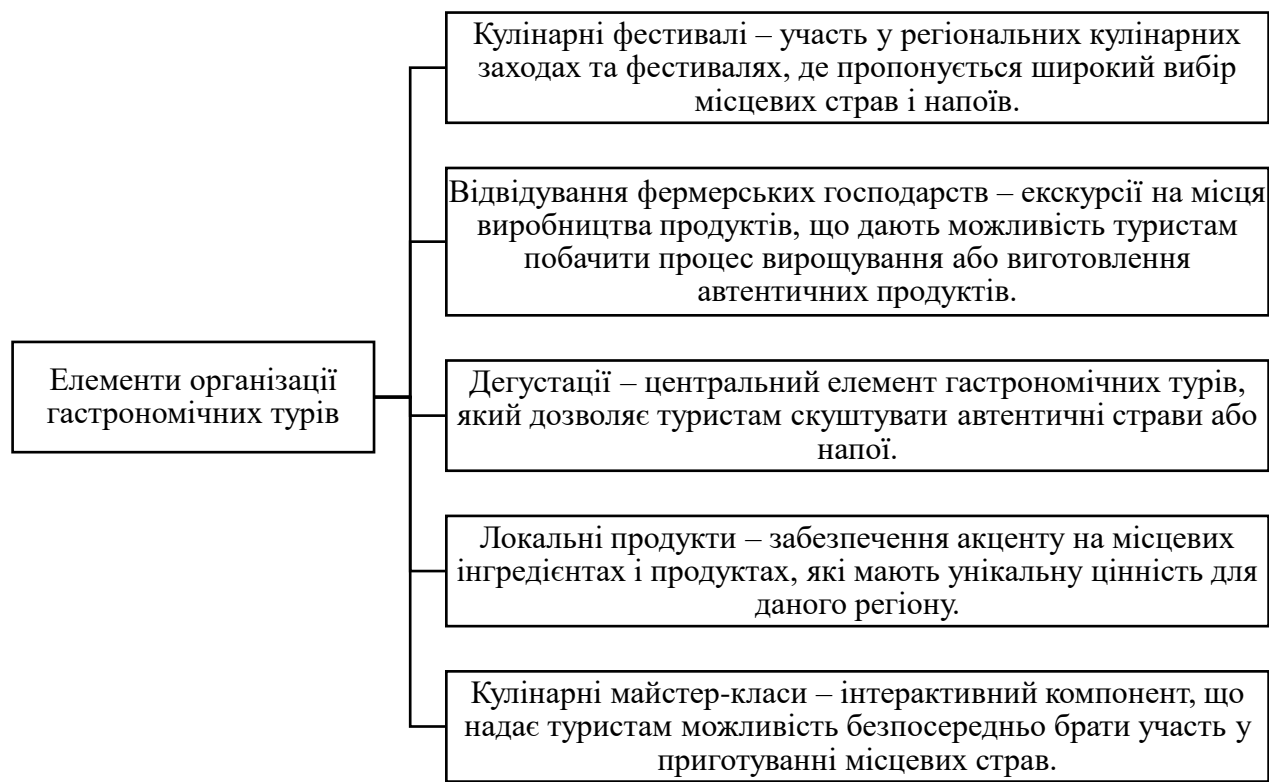 Кулінарні фестивалі – участь у регіональних кулінарних
заходах та фестивалях, де пропонується широкий вибір
місцевих страв і напоїв.
Відвідування фермерських господарств – екскурсії на місця
виробництва продуктів, що дають можливість туристам
побачити процес вирощування або виготовлення
автентичних продуктів.
Елементи організації
гастрономічних турів
Дегустації – центральний елемент гастрономічних турів,
який дозволяє туристам скуштувати автентичні страви або
напої.
Локальні продукти – забезпечення акценту на місцевих
інгредієнтах і продуктах, які мають унікальну цінність для
даного регіону.
Кулінарні майстер-класи – інтерактивний компонент, що
надає туристам можливість безпосередньо брати участь у
приготуванні місцевих страв.